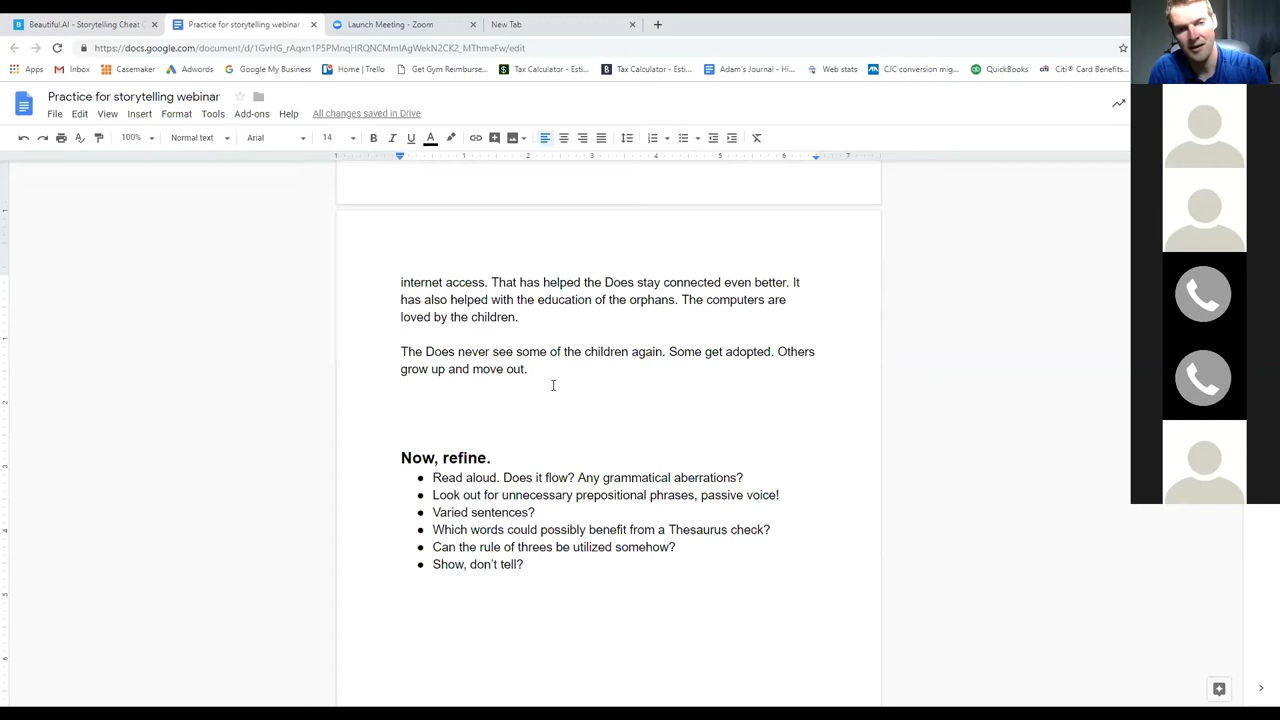 Beautiful.AI - Storytelling Cheat
Practice for storytelling webinar
Launch Meeting - Zoom
New Tab
https://docs.google.com/document/d/1GvHG_rAqxn1P5PMnqHRQNCMmIAgWekN2CK2_MThmeFw/edit
Apps
Inbox
Casemaker
Adwords
Google My Business
Home | Trello
Get Gym Reimburse...
Tax Calculator - Esti...
Tax Calculator - Esti...
Adam's Journal - Hi...
Web stats
CJC conversion mig...
QuickBooks
Citi® Card Benefits...
Practice for storytelling webinar
File Edit View Insert Format Tools Add-ons Help All changes saved in Drive
100% Normal text Arial 14
1 1 2 3 4 5 6 7
internet access. That has helped the Does stay connected even better. It
has also helped with the education of the orphans. The computers are
loved by the children.
The Does never see some of the children again. Some get adopted. Others
grow up and move out.
Now, refine.
● Read aloud. Does it flow? Any grammatical aberrations?
● Look out for unnecessary prepositional phrases, passive voice!
● Varied sentences?
● Which words could possibly benefit from a Thesaurus check?
● Can the rule of threes be utilized somehow?
● Show, don't tell?